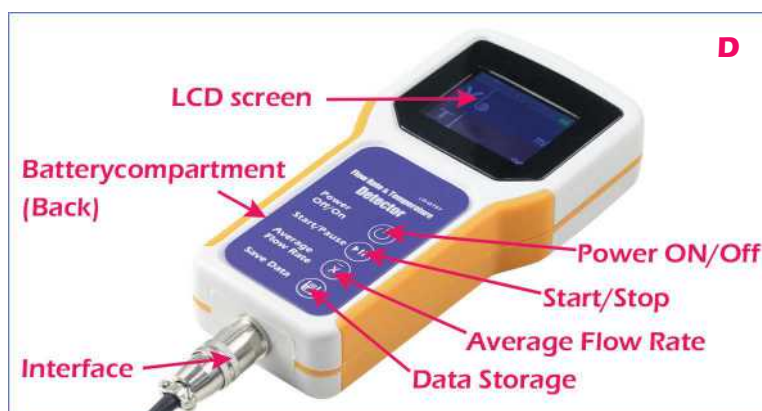 D
LCD screen
Batterycompartment
(Back)
Flow Rate & Temperature
Detector
Power
Off/On
Start/Pause
Average
Flow Rate
Save Data
Power ON/Off
Start/Stop
Average Flow Rate
Data Storage
Interface